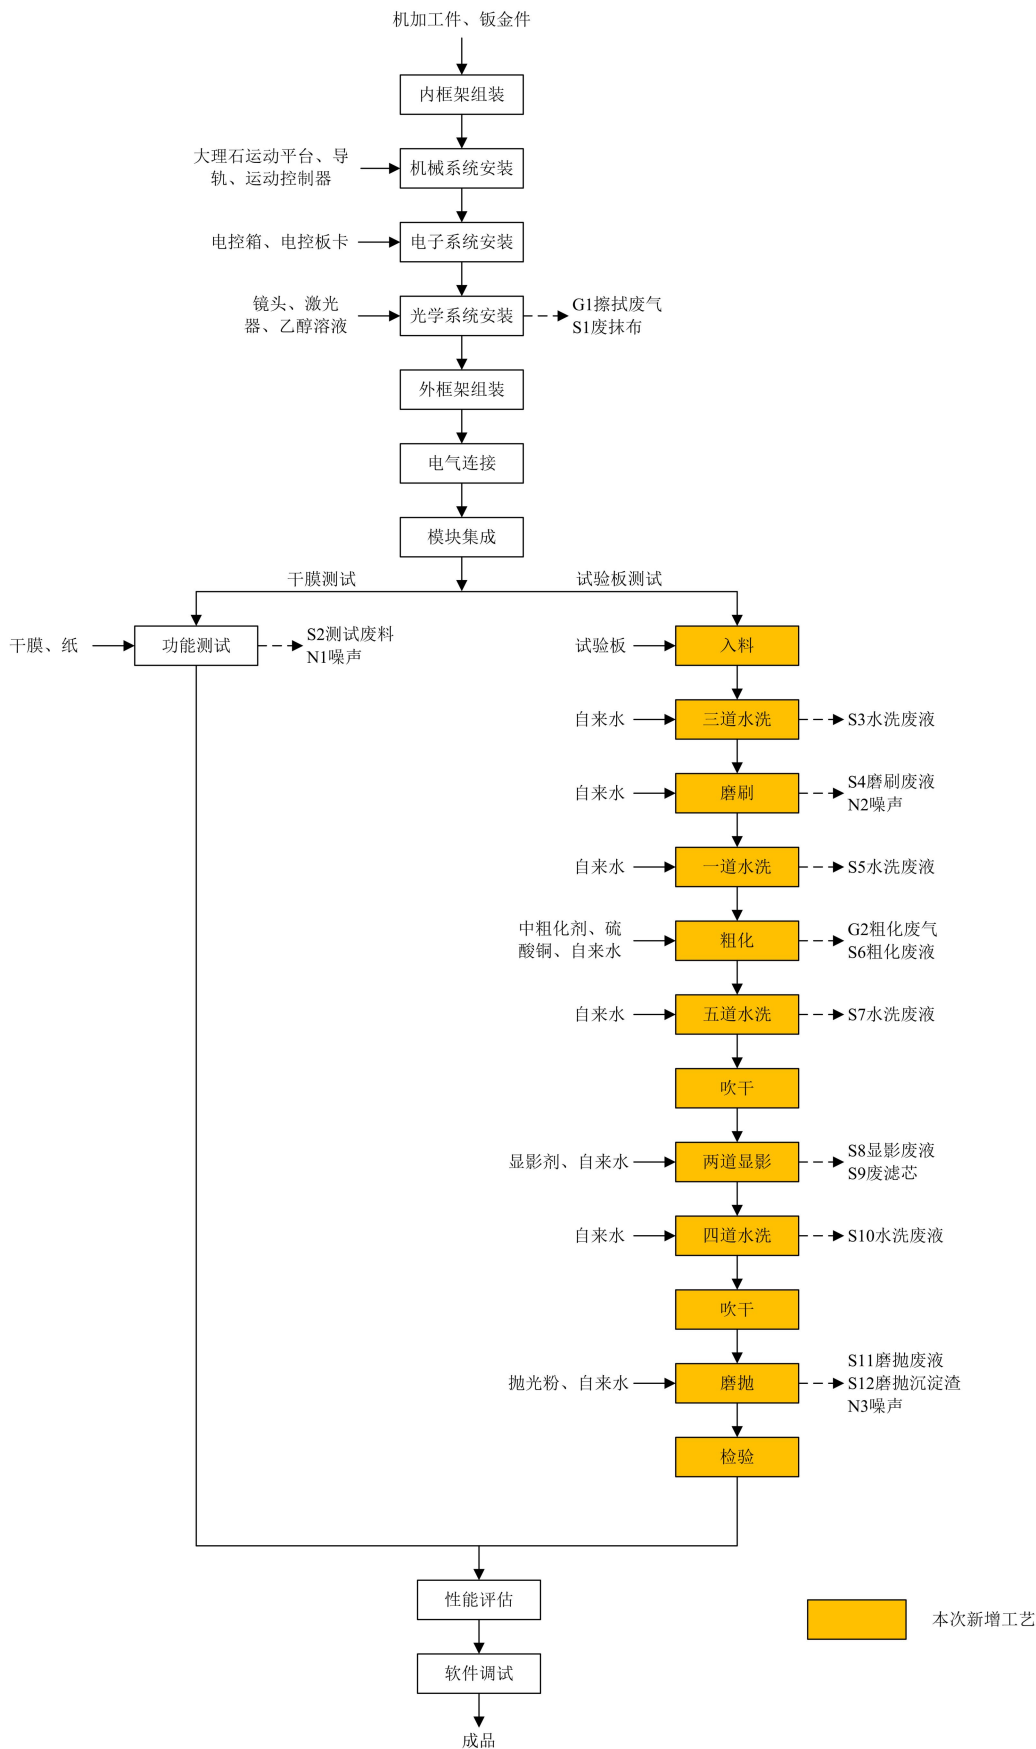 机加工件、钣金件
内框架组装
大理石运动平台、导
轨、运动控制器
机械系统安装
电控箱、电控板卡
电子系统安装
镜头、激光
器、乙醇溶液
光学系统安装
G1擦拭废气
S1废抹布
外框架组装
电气连接
模块集成
干膜测试
试验板测试
干膜、纸
功能测试
S2测试废料
N1噪声
试验板
入料
自来水
三道水洗
S3水洗废液
自来水
磨刷
S4磨刷废液
N2噪声
自来水
一道水洗
S5水洗废液
中粗化剂、硫
酸铜、自来水
粗化
G2粗化废气
S6粗化废液
自来水
五道水洗
S7水洗废液
吹干
显影剂、自来水
两道显影
S8显影废液
S9废滤芯
自来水
四道水洗
S10水洗废液
吹干
抛光粉、自来水
磨抛
S11磨抛废液
S12磨抛沉淀渣
N3噪声
检验
性能评估
本次新增工艺
软件调试
成品